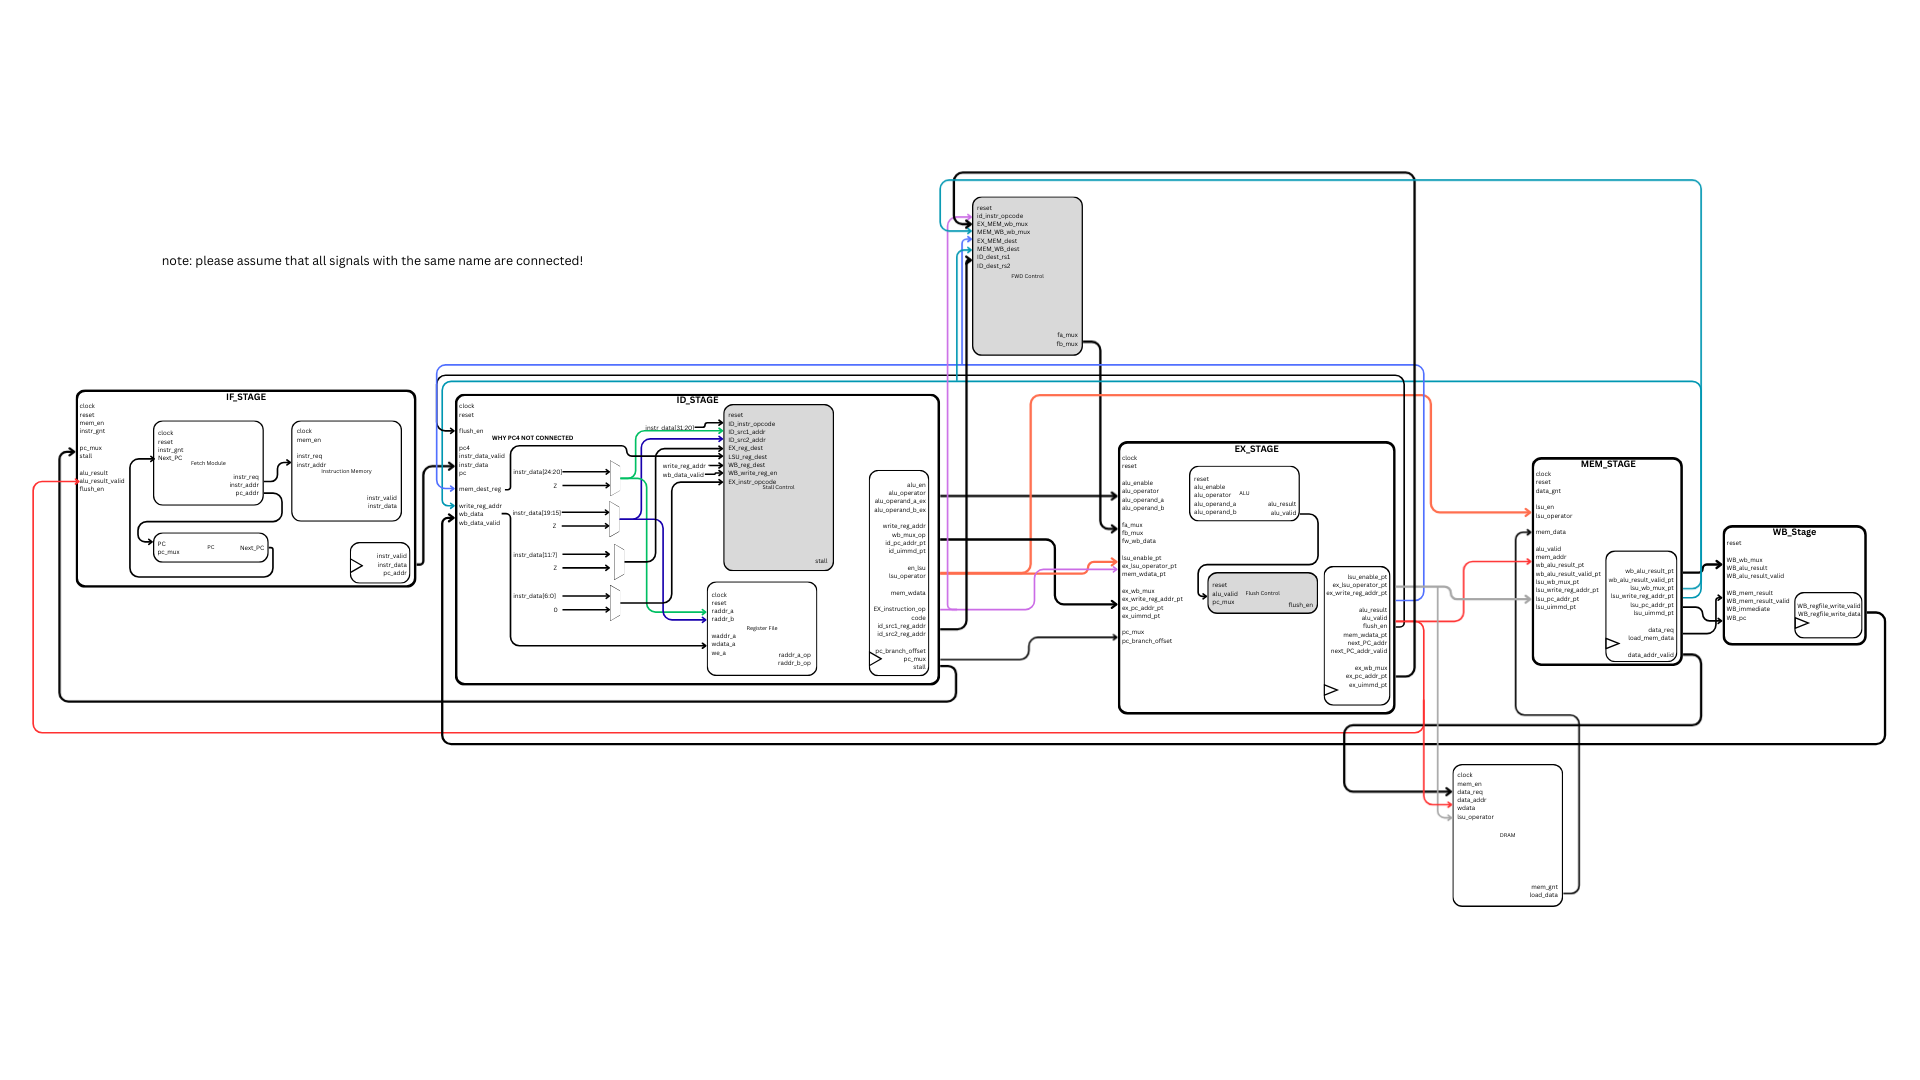 note: please assume that all signals with the same name are connected!
IF_STAGE
clock
reset
mem_en
instr_gnt
pc_mux
stall
alu_result
alu_result_valid
flush_en
clock
reset
instr_gnt
Next_PC
Fetch Module
instr_req
instr_addr
pc_addr
clock
mem_en
instr_req
instr_addr
Instruction Memory
instr_valid
instr_data
PC
pc_mux
PC
Next_PC
instr_valid
instr_data
pc_addr
ID_STAGE
clock
reset
flush_en
pc4
instr_data_valid
instr_data
pc
mem_dest_reg
write_reg_addr
wb_data
wb_data_valid
WHY PC4 NOT CONNECTED
instr_data[24:20]
2
instr_data[19:15]
2
instr_data[11:7]
2
instr_data[6:0]
0
instr_data[31:20]
write_reg_addr
wb_data_valid
reset
ID_instr_opcode
ID_src1_addr
ID_src2_addr
EX_reg_dest
LSU_reg_dest
WB_reg_dest
WB_write_reg_en
EX_instr_opcode
Stall Control
stall
clock
reset
raddr_a
raddr_b
Register File
waddr_a
wdata_a
we_a
raddr_a_op
raddr_b_op
alu_en
alu_operator
alu_operand_a_ex
alu_operand_b_ex
write_reg_addr
wb_mux_op
id_pc_addr_pt
id_uimmd_pt
en_lsu
lsu_operator
mem_wdata
EX_instruction_op
code
id_src1_reg_addr
id_src2_reg_addr
pc_branch_offset
pc_mux
stall
reset
id_instr_opcode
EX_MEM_wb_mux
MEM_WB_wb_mux
EX_MEM_dest
MEM_WB_dest
ID_dest_rs1
ID_dest_rs2
FWD Control
fa_mux
fb_mux
EX_STAGE
clock
reset
alu_enable
alu_operator
alu_operand_a
alu_operand_b
fa_mux
fb_mux
fw_wb_data
lsu_enable_pt
ex_lsu_operator_pt
mem_wdata_pt
ex_wb_mux
ex_write_reg_addr_pt
ex_pc_addr_pt
ex_uimmd_pt
pc_mux
pc_branch_offset
reset
alu_enable
alu_operator
alu_operand_a
alu_operand_b
ALU
alu_result
alu_valid
reset
alu_valid
pc_mux
Flush Control
flush_en
lsu_enable_pt
ex_lsu_operator_pt
ex_write_reg_addr_pt
alu_result
alu_valid
flush_en
mem_wdata_pt
next_PC_addr
next_PC_addr_valid
ex_wb_mux
ex_pc_addr_pt
ex_uimmd_pt
MEM_STAGE
clock
reset
data_gnt
lsu_en
lsu_operator
mem_data
alu_valid
mem_addr
wb_alu_result_pt
wb_alu_result_valid_pt
lsu_wb_mux_pt
lsu_write_reg_addr_pt
lsu_pc_addr_pt
lsu_uimmd_pt
wb_alu_result_pt
wb_alu_result_valid_pt
lsu_wb_mux_pt
lsu_write_reg_addr_pt
lsu_pc_addr_pt
lsu_uimmd_pt
data_req
load_mem_data
data_addr_valid
WB_Stage
reset
WB_wb_mux
WB_alu_result
WB_alu_result_valid
WB_mem_result
WB_mem_result_valid
WB_immediate
WB_pc
WB_regfile_write_valid
WB_regfile_write_data
clock
mem_en
data_req
data_addr
wdata
lsu_operator
DRAM
mem_gnt
load_data